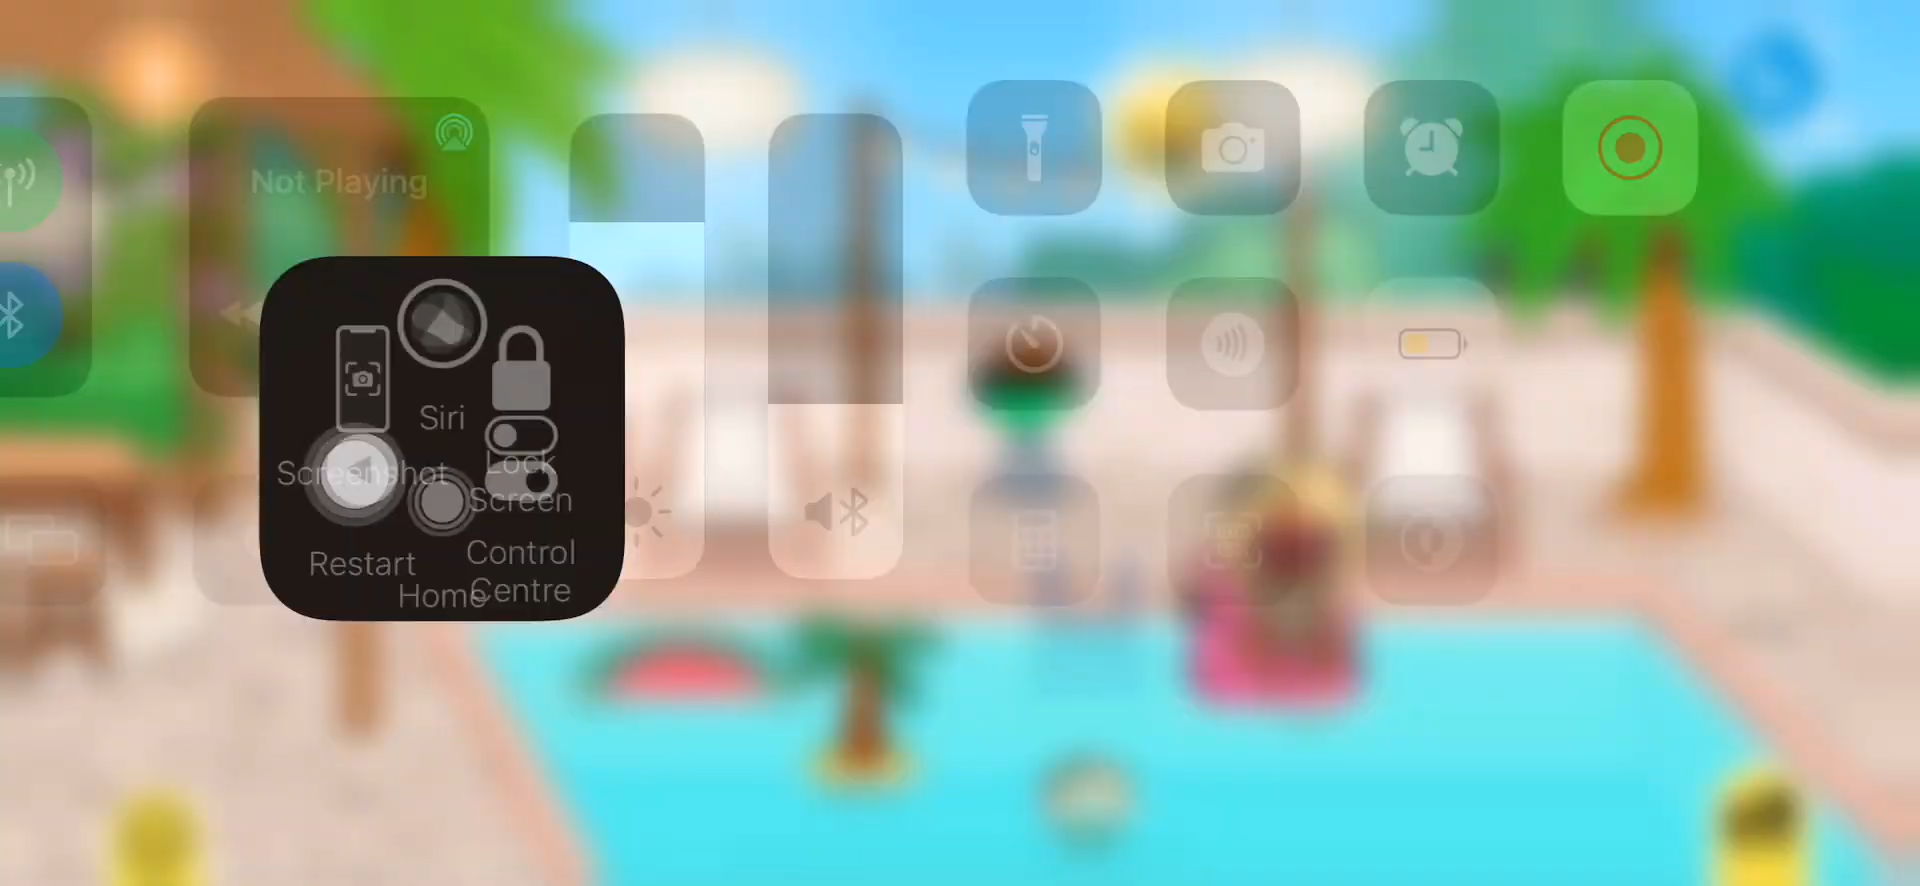 Not Playing
Siri
Screenshot
Lock
Screen
Restart
Control
Centre
Home